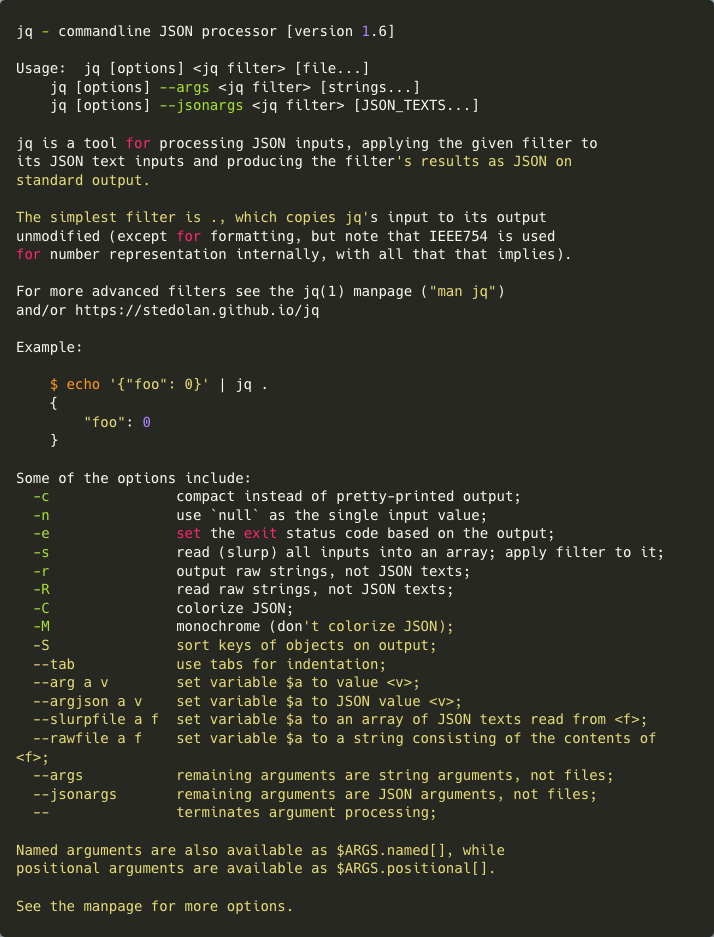 jq - commandline JSON processor [version 1.6]

Usage:  jq [options] <jq filter> [file...]
    jq [options] --args <jq filter> [strings...]
    jq [options] --jsonargs <jq filter> [JSON_TEXTS...]

jq is a tool for processing JSON inputs, applying the given filter to
its JSON text inputs and producing the filter's results as JSON on
standard output.

The simplest filter is ., which copies jq's input to its output
unmodified (except for formatting, but note that IEEE754 is used
for number representation internally, with all that that implies).

For more advanced filters see the jq(1) manpage ("man jq")
and/or https://stedolan.github.io/jq

Example:

    $ echo '{"foo": 0}' | jq .
    {
        "foo": 0
    }

Some of the options include:
  -c               compact instead of pretty-printed output;
  -n               use `null` as the single input value;
  -e               set the exit status code based on the output;
  -s               read (slurp) all inputs into an array; apply filter to it;
  -r               output raw strings, not JSON texts;
  -R               read raw strings, not JSON texts;
  -C               colorize JSON;
  -M               monochrome (don't colorize JSON);
  -S               sort keys of objects on output;
  --tab            use tabs for indentation;
  --arg a v        set variable $a to value <v>;
  --argjson a v    set variable $a to JSON value <v>;
  --slurpfile a f  set variable $a to an array of JSON texts read from <f>;
  --rawfile a f    set variable $a to a string consisting of the contents of
<f>;
  --args           remaining arguments are string arguments, not files;
  --jsonargs       remaining arguments are JSON arguments, not files;
  --               terminates argument processing;

Named arguments are also available as $ARGS.named[], while
positional arguments are available as $ARGS.positional[].

See the manpage for more options.